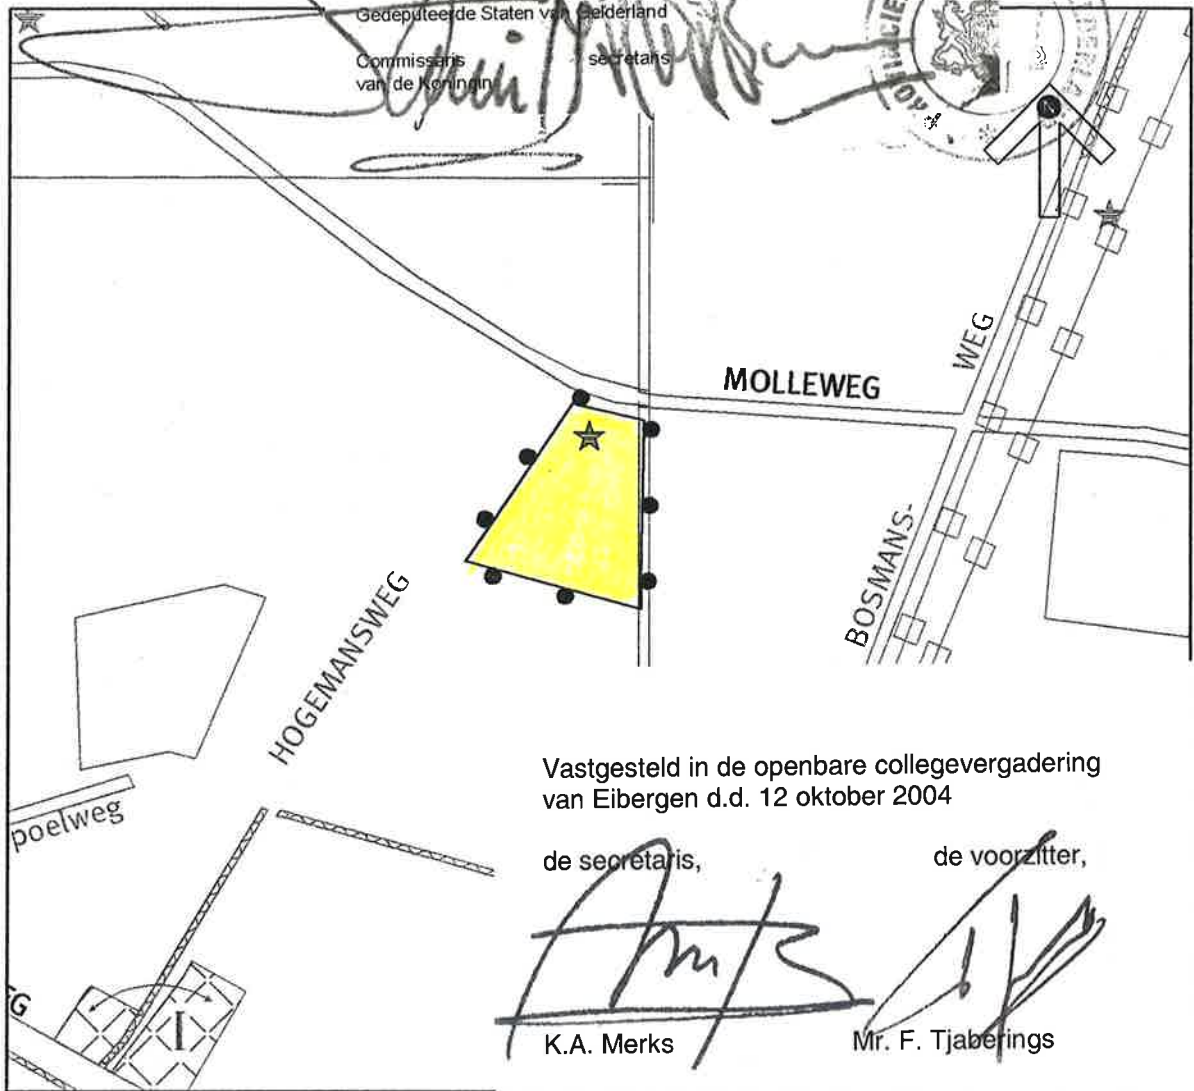 Gedeputeerde Staten van Gelderland
Commissaris secretaris
van de Koningin
N
WEG
MOLLEWEG
BOSMANS-
HOGEMANSWEG
poelweg
EG
I
Vastgesteld in de openbare collegevergadering
van Eibergen d.d. 12 oktober 2004
de secretaris, de voorzitter,
K.A. Merks Mr. F. Tjaberings